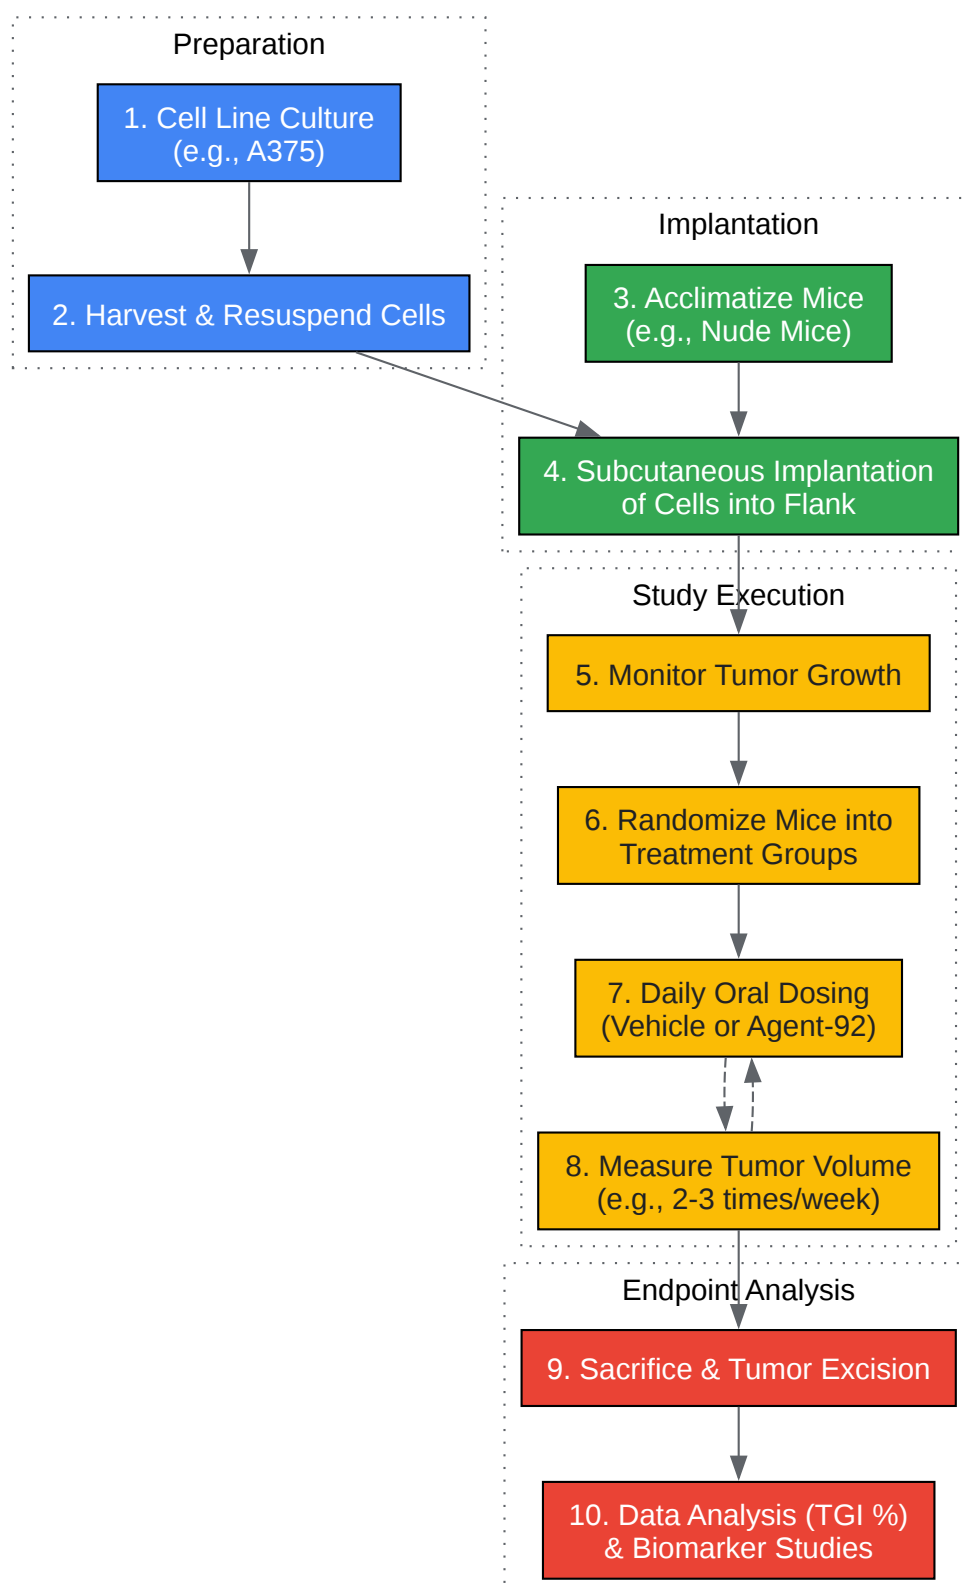 Preparation
1. Cell Line Culture
(e.g., A375)
2. Harvest & Resuspend Cells
Implantation
3. Acclimatize Mice
(e.g., Nude Mice)
4. Subcutaneous Implantation
of Cells into Flank
Study Execution
5. Monitor Tumor Growth
6. Randomize Mice into
Treatment Groups
7. Daily Oral Dosing
(Vehicle or Agent-92)
8. Measure Tumor Volume
(e.g., 2-3 times/week)
Endpoint Analysis
9. Sacrifice & Tumor Excision
10. Data Analysis (TGI %)
& Biomarker Studies